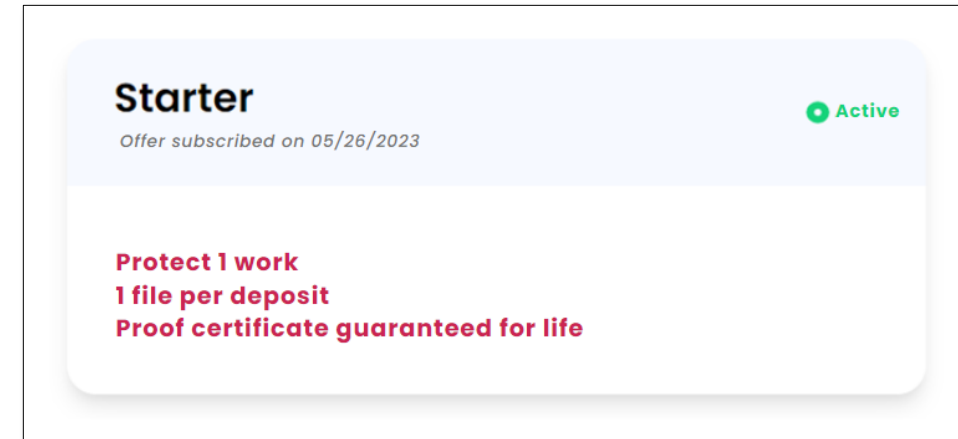 Starter
Active
Offer subscribed on 05/26/2023
Protect 1 work
1 file per deposit
Proof certificate guaranteed for life